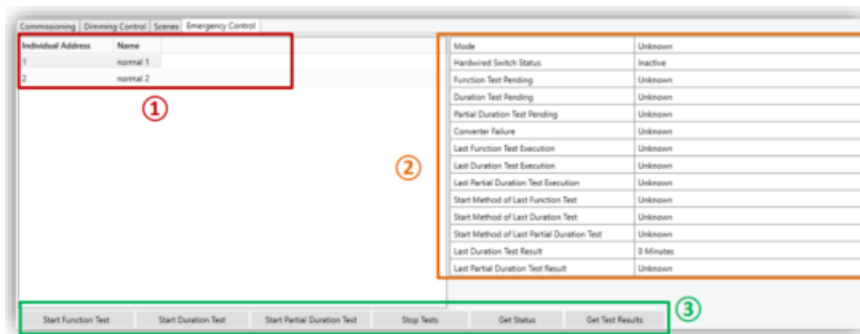 Commissioning Dimming Control Scenes Emergency Control
Individual Address Name
1 normal 1
2 normal 2
①
Mode Unknown
Hardwired Switch Status Inactive
Function Test Pending Unknown
Duration Test Pending Unknown
Partial Duration Test Pending Unknown
Converter Failure Unknown
Last Function Test Execution Unknown
Last Duration Test Execution Unknown
Last Partial Duration Test Execution Unknown
Start Method of Last Function Test Unknown
Start Method of Last Duration Test Unknown
Start Method of Last Partial Duration Test Unknown
Last Duration Test Result 0 Minutes
Last Partial Duration Test Result Unknown
②
Start Function Test Start Duration Test Start Partial Duration Test Stop Tests Get Status Get Test Results
③